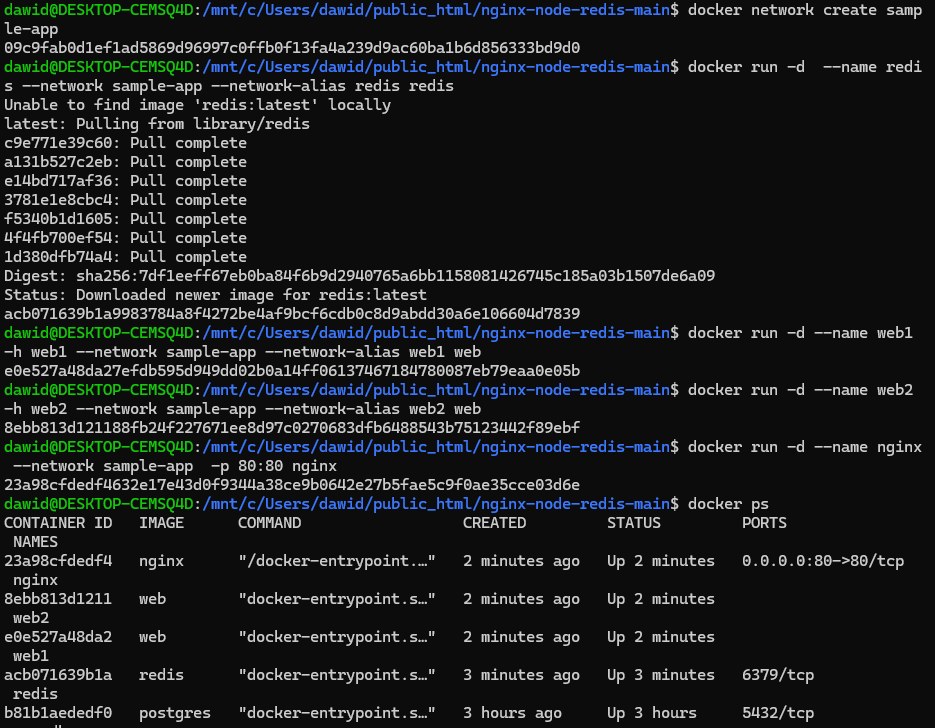 dawid@DESKTOP-CEMSQ4D:/mnt/c/Users/dawid/public_html/nginx-node-redis-main$ docker network create samp
le-app
09c9fab0d1ef1ad5869d96997c0ffb0f13fa4a239d9ac60ba1b6d856333bd9d0
dawid@DESKTOP-CEMSQ4D:/mnt/c/Users/dawid/public_html/nginx-node-redis-main$ docker run -d  --name redi
s --network sample-app --network-alias redis redis
Unable to find image 'redis:latest' locally
latest: Pulling from library/redis
c9e771e39c60: Pull complete
a131b527c2eb: Pull complete
e14bd717af36: Pull complete
3781e1e8cbc4: Pull complete
f5340b1d1605: Pull complete
4f4fb700ef54: Pull complete
1d380dfb74a4: Pull complete
Digest: sha256:7df1eeff67eb0ba84f6b9d2940765a6bb1158081426745c185a03b1507de6a09
Status: Downloaded newer image for redis:latest
acb071639b1a9983784a8f4272be4af9bcf6cdb0c8d9abdd30a6e106604d7839
dawid@DESKTOP-CEMSQ4D:/mnt/c/Users/dawid/public_html/nginx-node-redis-main$ docker run -d --name web1
-h web1 --network sample-app --network-alias web1 web
e0e527a48da27efdb595d949dd02b0a14ff06137467184780087eb79eaa0e05b
dawid@DESKTOP-CEMSQ4D:/mnt/c/Users/dawid/public_html/nginx-node-redis-main$ docker run -d --name web2
-h web2 --network sample-app --network-alias web2 web
8ebb813d121188fb24f227671ee8d97c0270683dfb6488543b75123442f89ebf
dawid@DESKTOP-CEMSQ4D:/mnt/c/Users/dawid/public_html/nginx-node-redis-main$ docker run -d --name nginx
 --network sample-app  -p 80:80 nginx
23a98cfdedf4632e17e43d0f9344a38ce9b0642e27b5fae5c9f0ae35cce03d6e
dawid@DESKTOP-CEMSQ4D:/mnt/c/Users/dawid/public_html/nginx-node-redis-main$ docker ps
CONTAINER ID   IMAGE      COMMAND                  CREATED         STATUS         PORTS
 NAMES
23a98cfdedf4   nginx      "/docker-entrypoint.…"   2 minutes ago   Up 2 minutes   0.0.0.0:80->80/tcp
 nginx
8ebb813d1211   web        "docker-entrypoint.s…"   2 minutes ago   Up 2 minutes
 web2
e0e527a48da2   web        "docker-entrypoint.s…"   2 minutes ago   Up 2 minutes
 web1
acb071639b1a   redis      "docker-entrypoint.s…"   3 minutes ago   Up 3 minutes   6379/tcp
 redis
b81b1aededf0   postgres   "docker-entrypoint.s…"   3 hours ago     Up 3 hours     5432/tcp